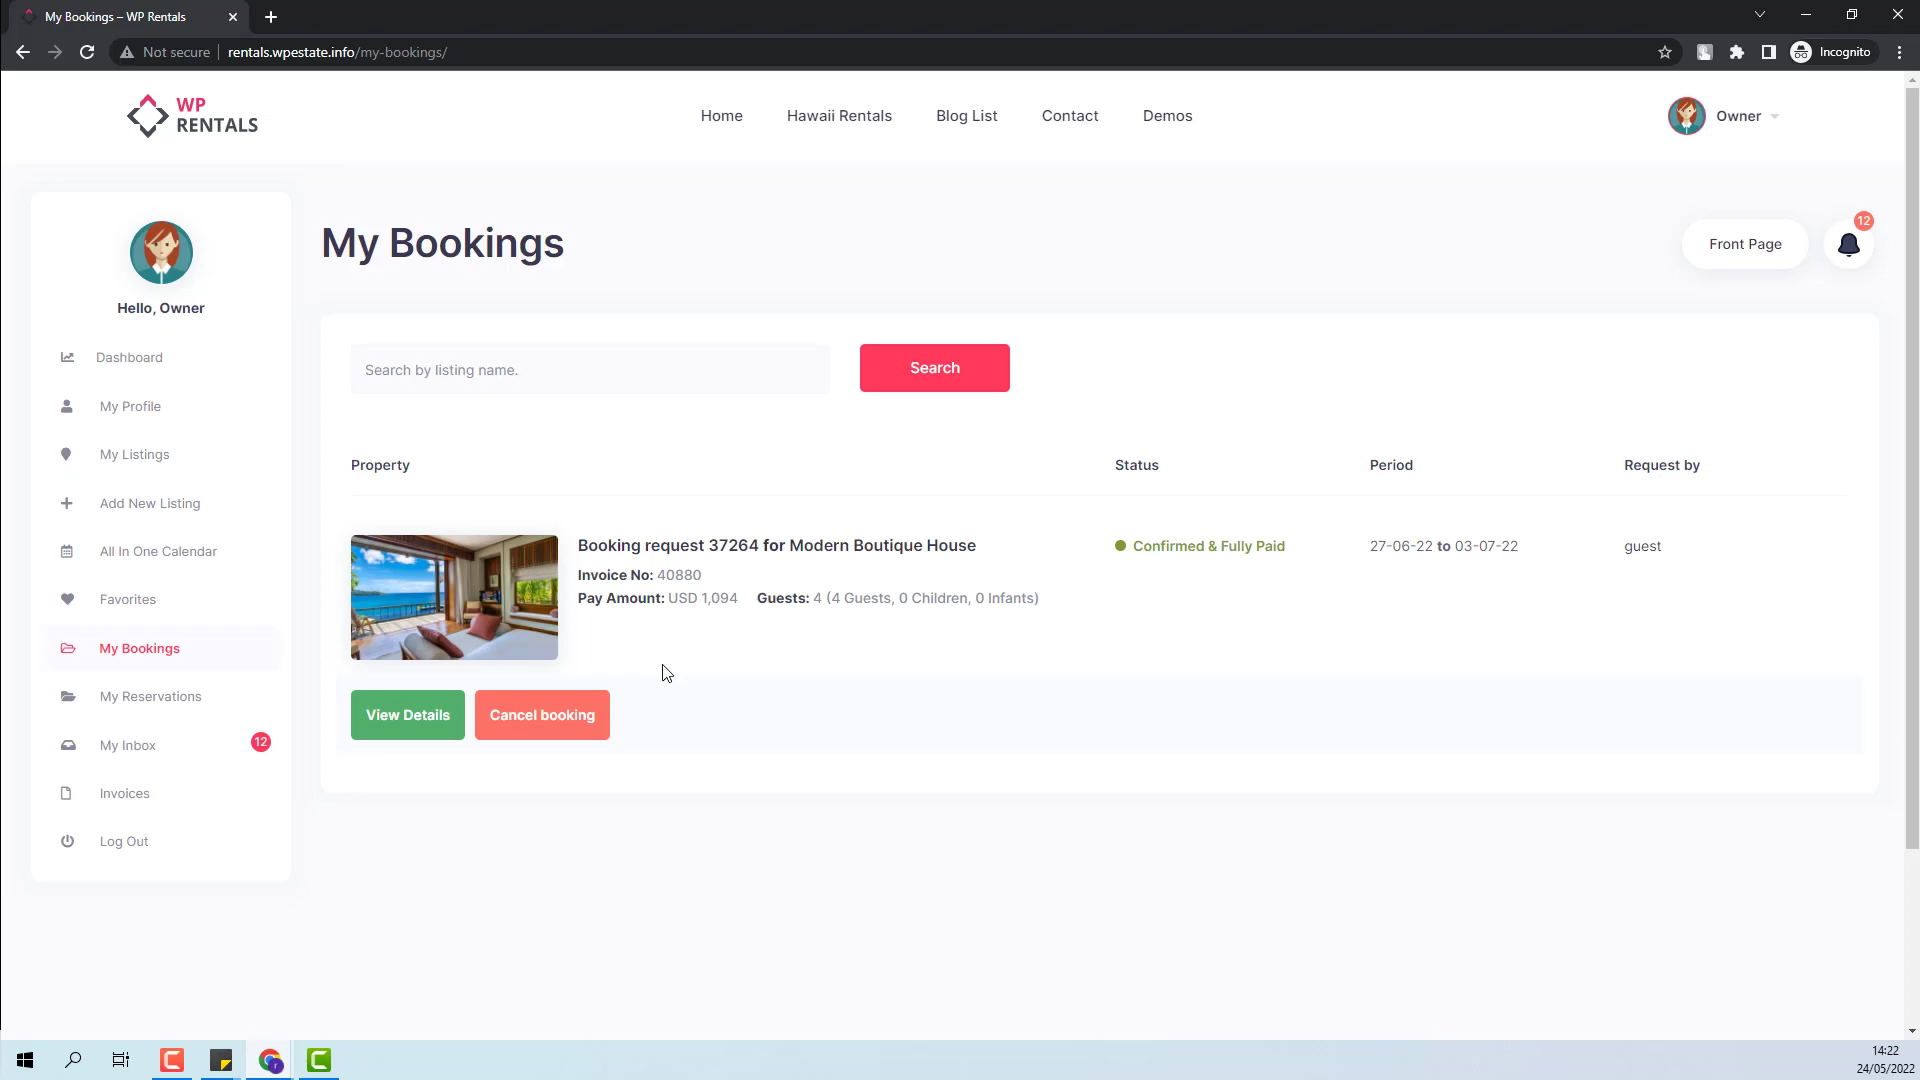 My Bookings – WP Rentals
Not secure
rentals.wpestate.info/my-bookings/
Incognito
WP
RENTALS
Home
Hawaii Rentals
Blog List
Contact
Demos
Owner
Hello, Owner
Dashboard
My Profile
My Listings
Add New Listing
All In One Calendar
Favorites
My Bookings
My Reservations
My Inbox
12
Invoices
Log Out
My Bookings
Front Page
12
Search by listing name.
Search
Property
Status
Period
Request by
Booking request 37264 for Modern Boutique House
Invoice No: 40880
Pay Amount: USD 1,094 Guests: 4 (4 Guests, 0 Children, 0 Infants)
Confirmed & Fully Paid
27-06-22 to 03-07-22
guest
View Details
Cancel booking
14:22
24/05/2022